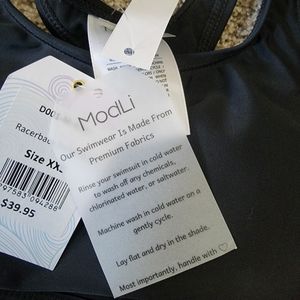 ModLi
Our Swimwear Is Made From
Premium Fabrics
Rinse your swimsuit in cold water
to wash off any chemicals,
chlorinated water, or saltwater.
Machine wash in cold water on a
gently cycle.
Lay flat and dry in the shade.
Most importantly, handle with ♡
Racerbac
Size XX
$39.95